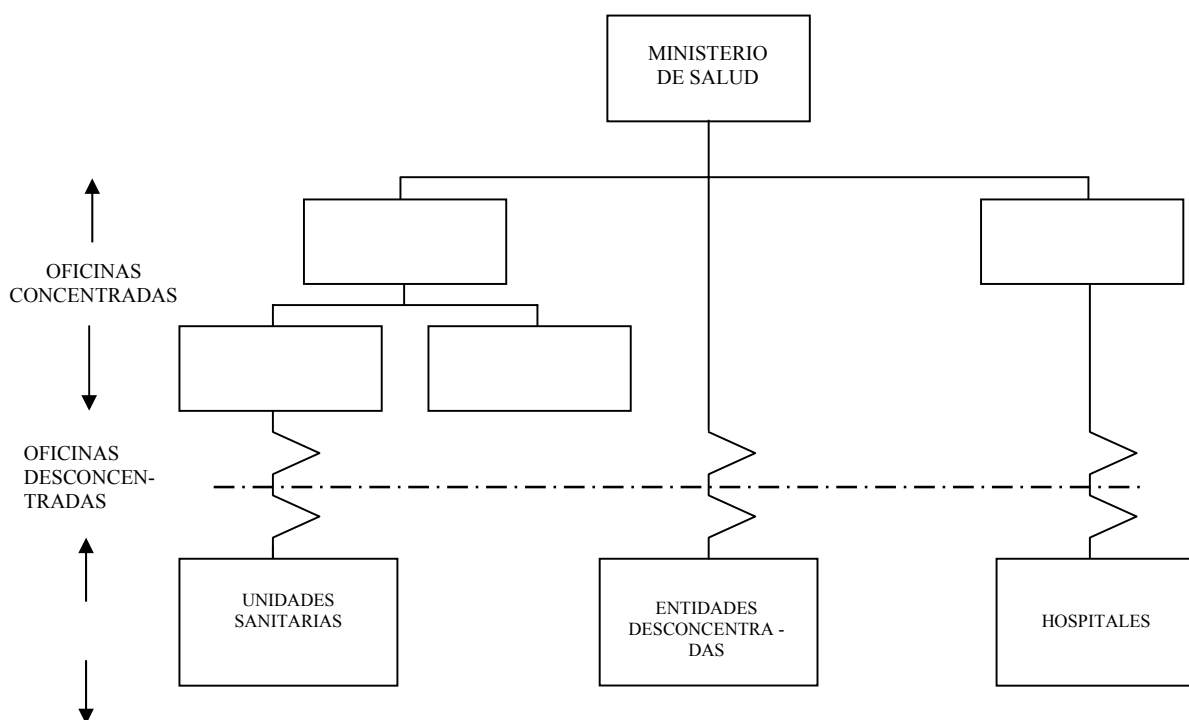 MINISTERIO
DE SALUD
OFICINAS
CONCENTRADAS
OFICINAS
DESCONCEN-
TRADAS
UNIDADES
SANITARIAS
ENTIDADES
DESCONCENTRA -
DAS
HOSPITALES